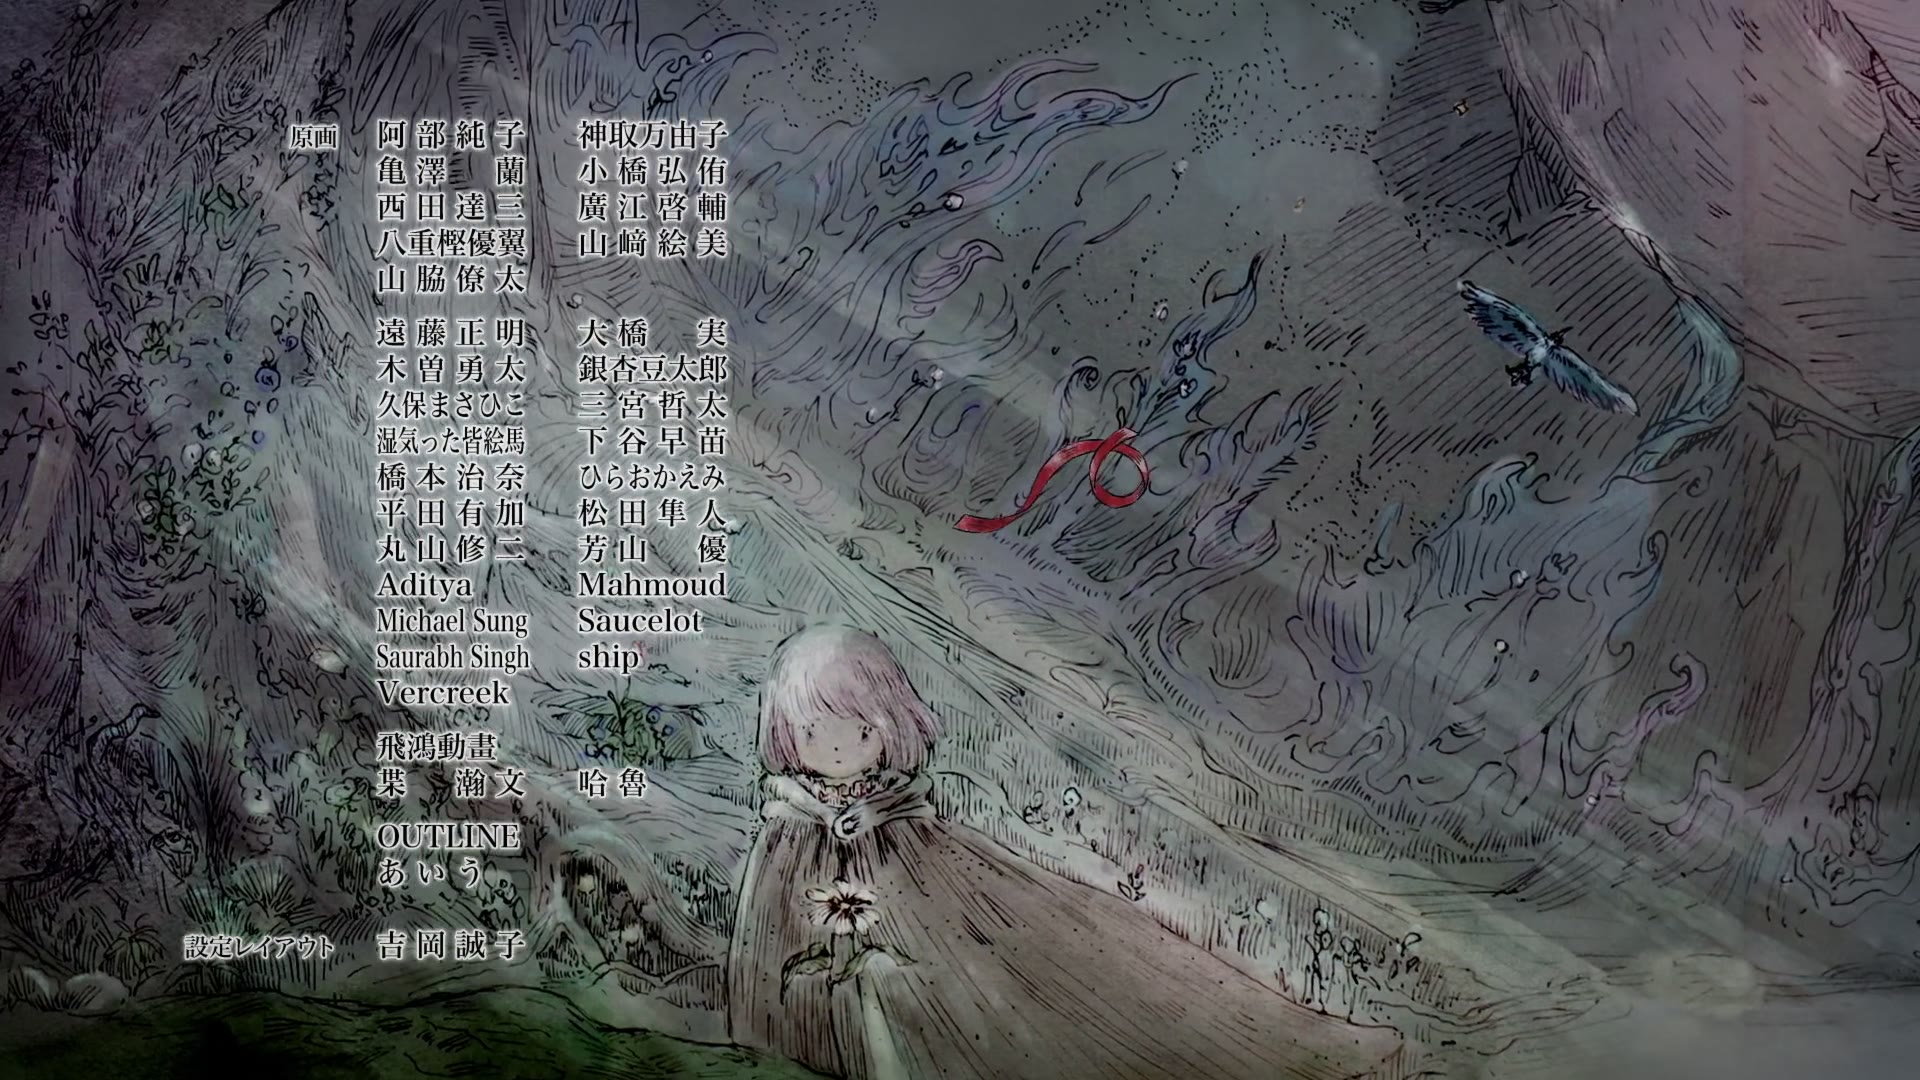 原画 阿部純子 神取万由子
亀澤蘭 小橋弘侑
西田達三 廣江啓輔
八重樫優翼 山﨑絵美
山脇僚太
遠藤正明 大橋実
木曽勇太 銀杏豆太郎
久保まさひこ 三宮哲太
湿気った皆絵馬 下谷早苗
橋本治奈 ひらおかえみ
平田有加 松田隼人
丸山修二 芳山優
Aditya Mahmoud
Michael Sung Saucelot
Saurabh Singh ship
Vercreek
飛鴻動畫
瀚文 哈魯
OUTLINE
あいう
設定レイアウト 吉岡誠子